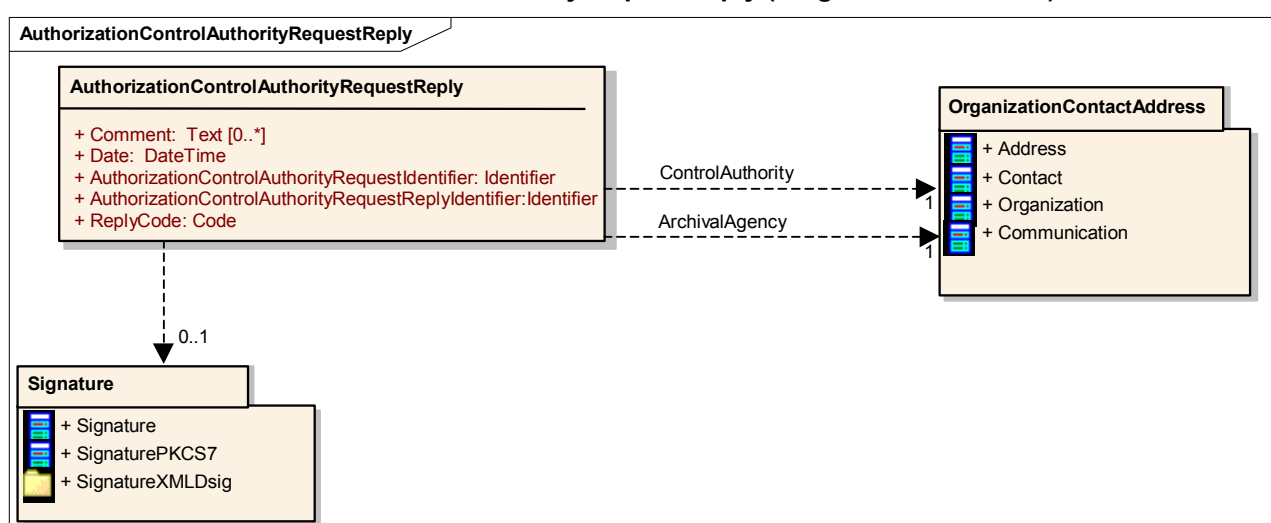 AuthorizationControlAuthorityRequestReply
AuthorizationControlAuthorityRequestReply
+ Comment: Text [0..*]
+ Date: DateTime
+ AuthorizationControlAuthorityRequestIdentifier: Identifier
+ AuthorizationControlAuthorityRequestReplyIdentifier:Identifier
+ ReplyCode: Code
ControlAuthority
1
ArchivalAgency
1
OrganizationContactAddress
+ Address
+ Contact
+ Organization
+ Communication
0..1
Signature
+ Signature
+ SignaturePKCS7
+ SignatureXMLDsig